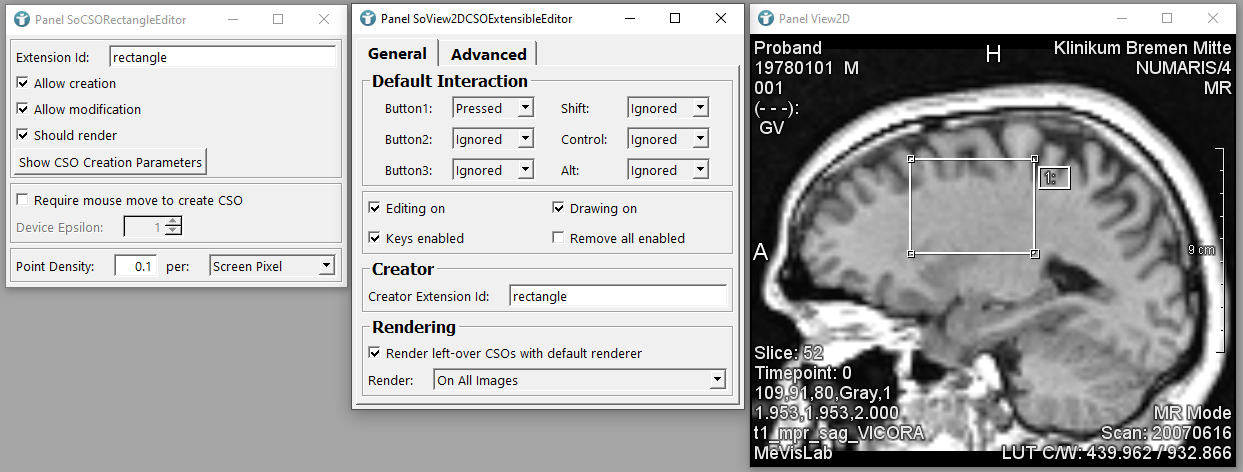 Panel SoCSORectangleEditor
Extension Id: rectangle
Allow creation
Allow modification
Should render
Show CSO Creation Parameters
Require mouse move to create CSO
Device Epsilon: 1
Point Density: 0.1 per: Screen Pixel
Panel SoView2DCSOExtensibleEditor
General Advanced
Default Interaction
Button1: Pressed Shift: Ignored
Button2: Ignored Control: Ignored
Button3: Ignored Alt: Ignored
Editing on Drawing on
Keys enabled Remove all enabled
Creator
Creator Extension Id: rectangle
Rendering
Render left-over CSOs with default renderer
Render: On All Images
Panel View2D
Proband H Klinikum Bremen Mitte
19780101 M NUMARIS/4
001 MR
(- - -):
GV
1:
A 9 cm
Slice: 52
Timepoint: 0
109,91,80,Gray,1
1.953,1.953,2.000 MR Mode
t1_mpr_sag_VICORA Scan: 20070616
MeVisLab LUT C/W: 439.962 / 932.866